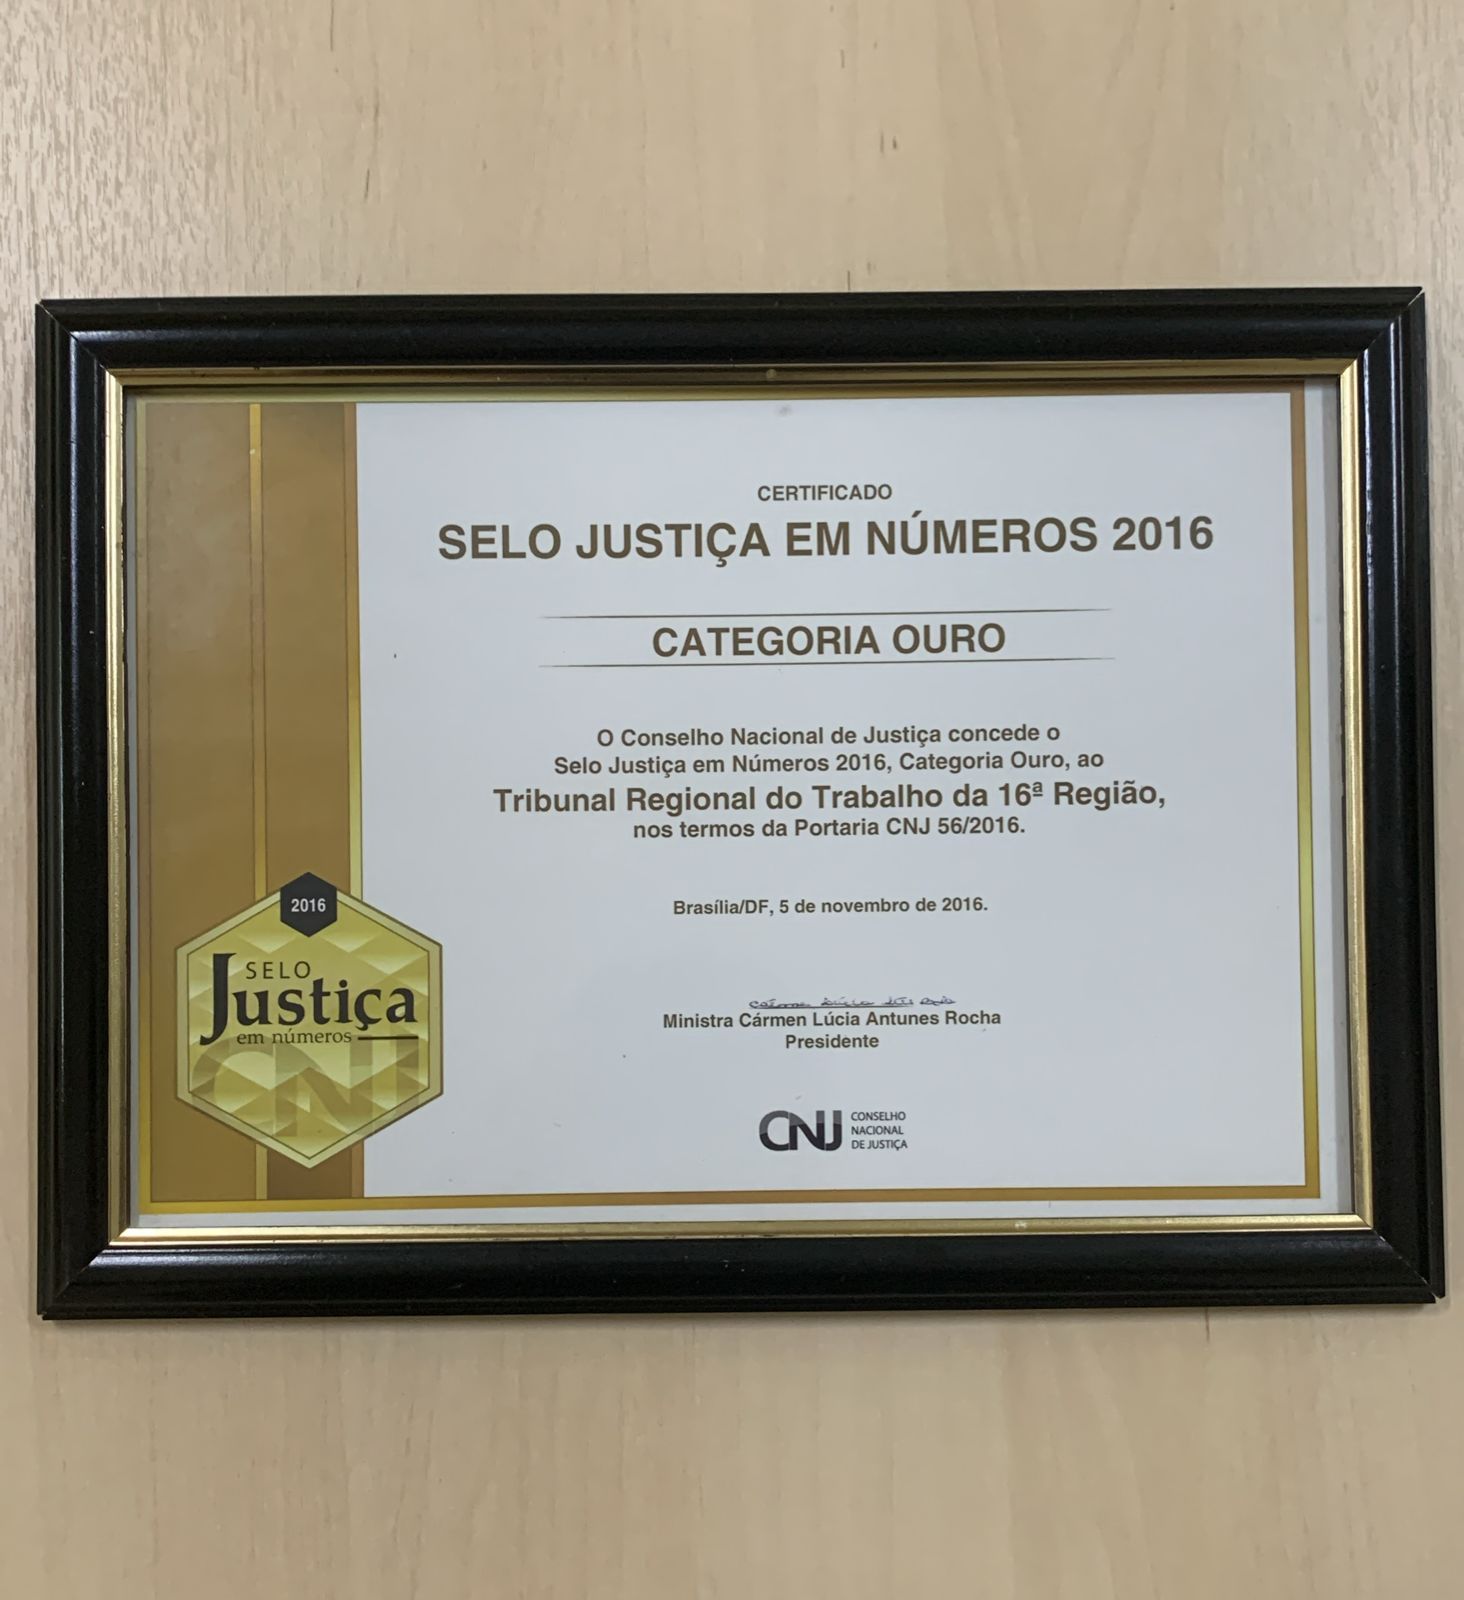 CERTIFICADO
SELO JUSTIÇA EM NÚMEROS 2016
CATEGORIA OURO
O Conselho Nacional de Justiça concede o
Selo Justiça em Números 2016, Categoria Ouro, ao
Tribunal Regional do Trabalho da 16ª Região,
nos termos da Portaria CNJ 56/2016.
Brasília/DF, 5 de novembro de 2016.
Ministra Cármen Lúcia Antunes Rocha
Presidente
CNJ
CONSELHO
NACIONAL
DE JUSTIÇA
2016
SELO
Justiça
em números
CNJ